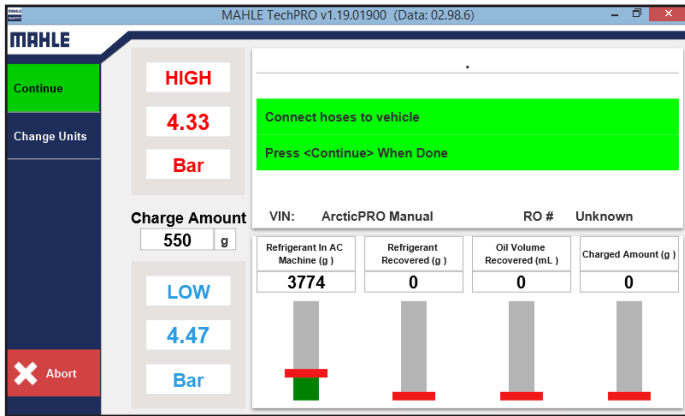 MAHLE TechPRO v1.19.01900 (Data: 02.98.6)
MAHLE
Continue
Change Units
Abort
HIGH
4.33
Bar
Charge Amount
550 g
LOW
4.47
Bar
.
Connect hoses to vehicle
Press <Continue> When Done
VIN: ArcticPRO Manual RO # Unknown
Refrigerant In AC
Machine (g )
3774
Refrigerant
Recovered (g )
0
Oil Volume
Recovered (mL )
0
Charged Amount (g )
0